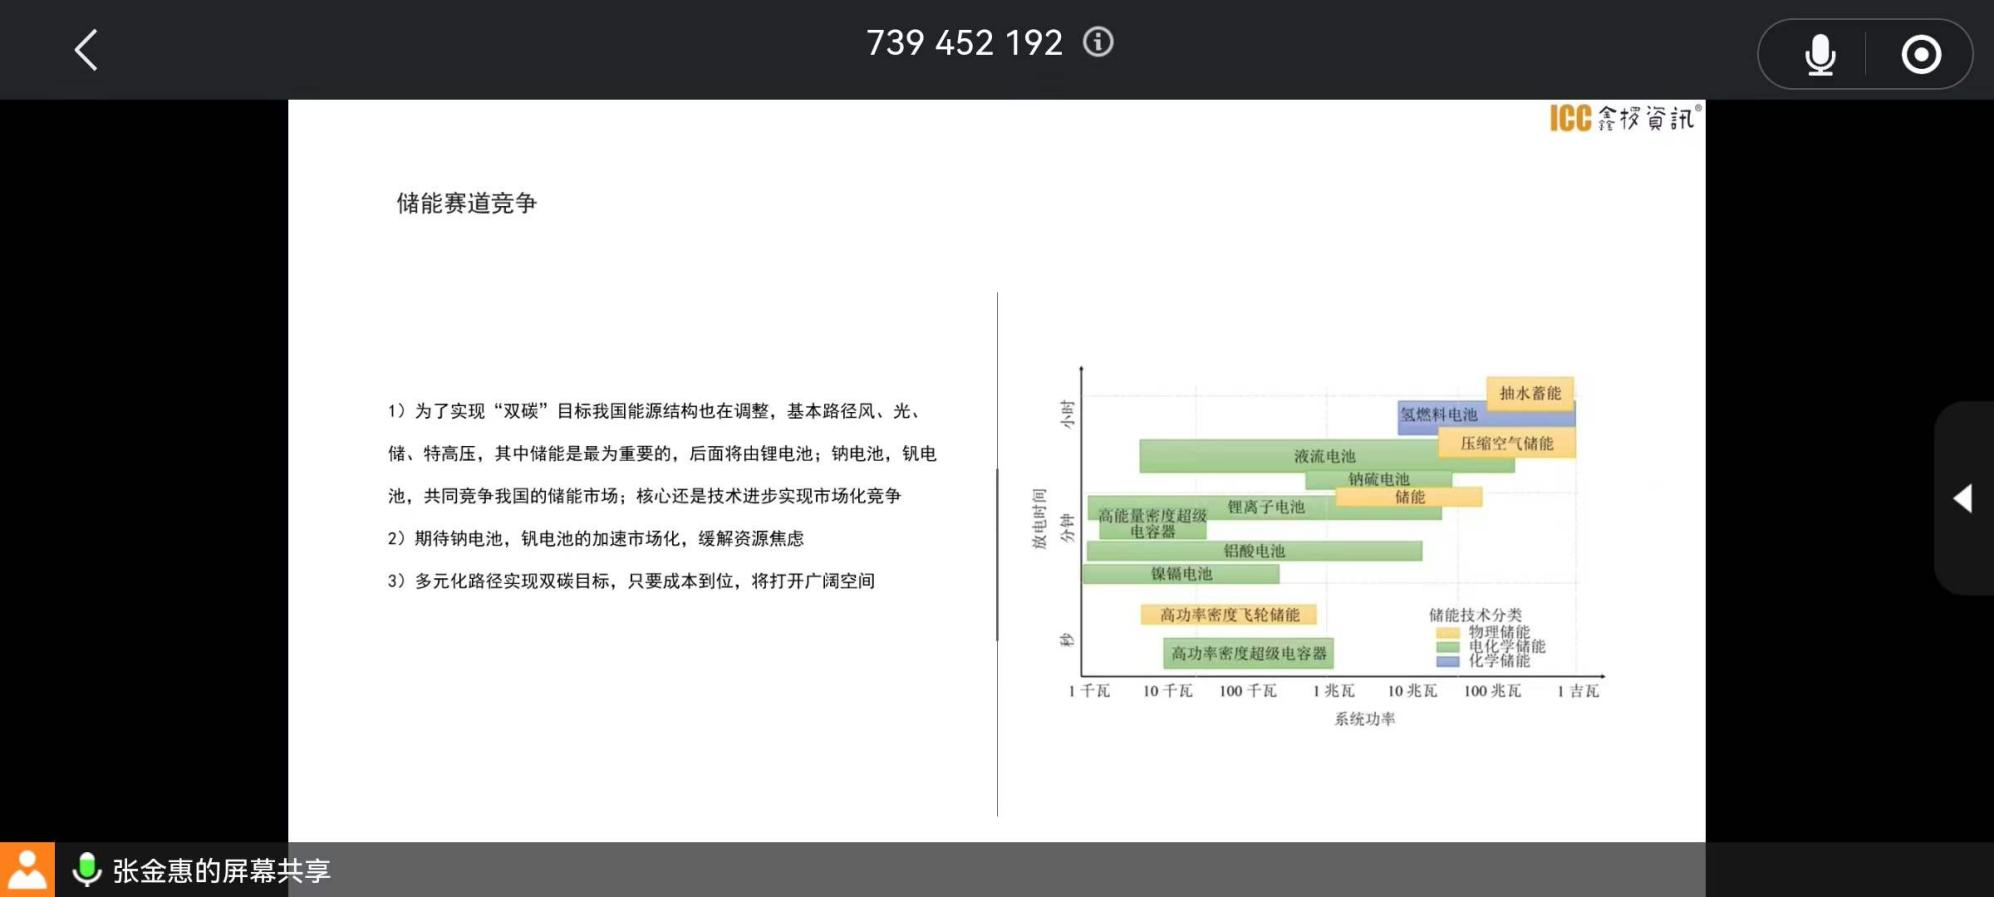 739 452 192
ICC 鑫椤資訊®
储能赛道竞争
1）为了实现“双碳”目标我国能源结构也在调整，基本路径风、光、
储、特高压，其中储能是最为重要的，后面将由锂电池；钠电池，钒电
池，共同竞争我国的储能市场；核心还是技术进步实现市场化竞争
2）期待钠电池，钒电池的加速市场化，缓解资源焦虑
3）多元化路径实现双碳目标，只要成本到位，将打开广阔空间
放电时间
小时
分钟
秒
抽水蓄能
氢燃料电池
压缩空气储能
液流电池
钠硫电池
储能
锂离子电池
高能量密度超级
电容器
铝酸电池
镍镉电池
高功率密度飞轮储能
高功率密度超级电容器
储能技术分类
物理储能
电化学储能
化学储能
1 千瓦 10 千瓦 100 千瓦 1 兆瓦 10 兆瓦 100 兆瓦 1 吉瓦
系统功率
张金惠的屏幕共享